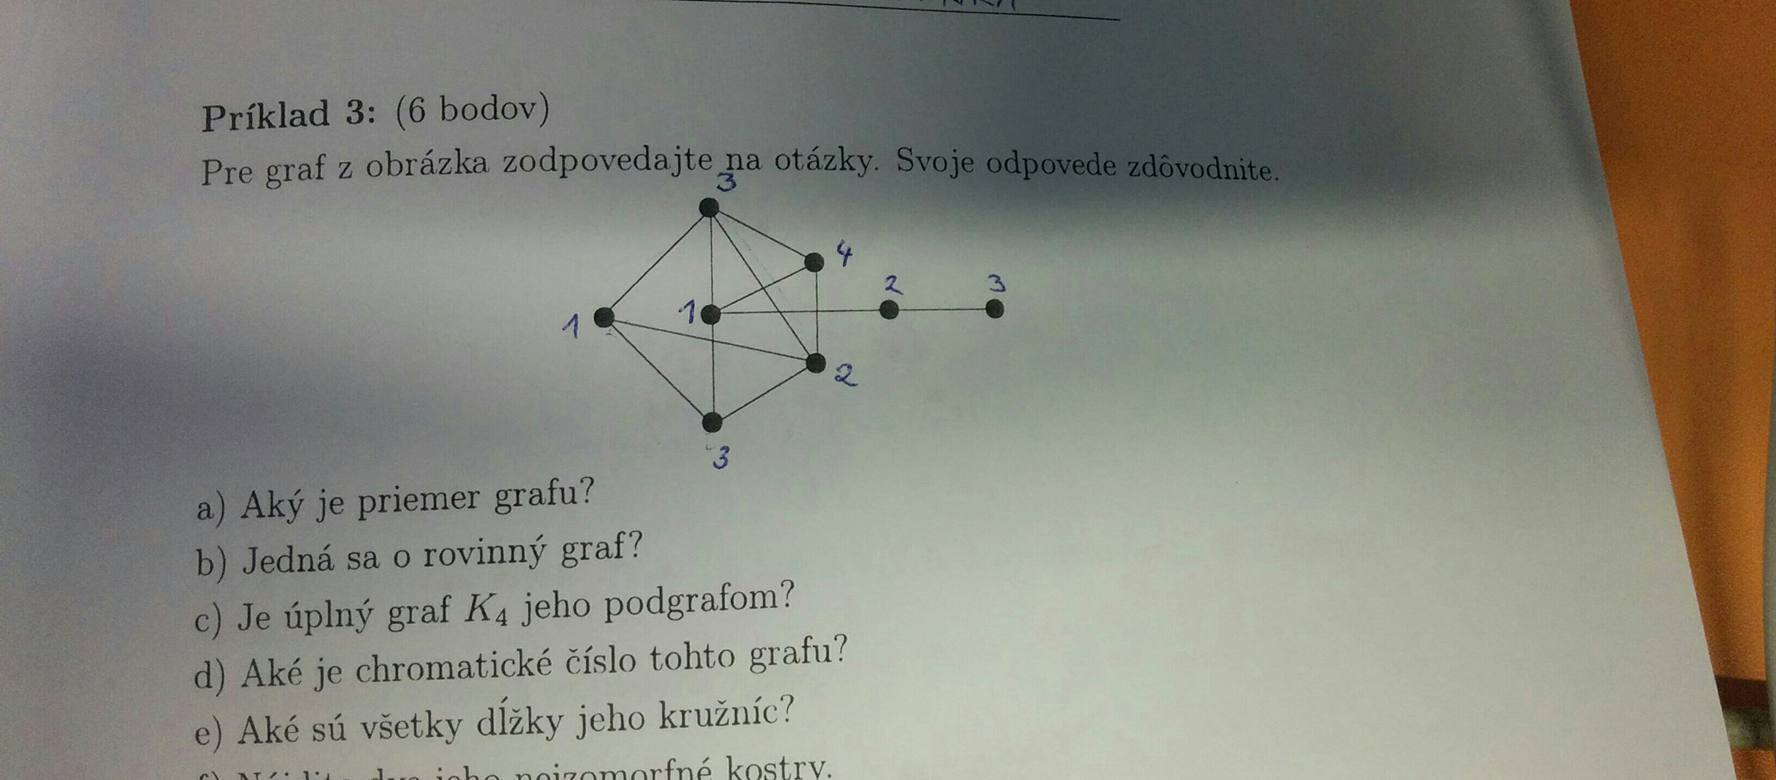 Príklad 3: (6 bodov)
Pre graf z obrázka zodpovedajte na otázky. Svoje odpovede zdôvodnite.
3
4
2 3
1 1
2
3
a) Aký je priemer grafu?
b) Jedná sa o rovinný graf?
c) Je úplný graf K₄ jeho podgrafom?
d) Aké je chromatické číslo tohto grafu?
e) Aké sú všetky dĺžky jeho kružníc?
jeho neizomorfné kostry.